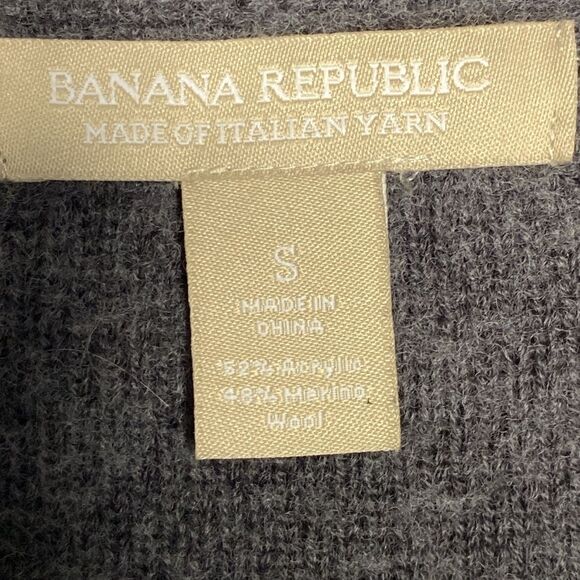 BANANA REPUBLIC
MADE OF ITALIAN YARN
S
MADE IN
CHINA
52% Acrylic
48% Merino
Wool